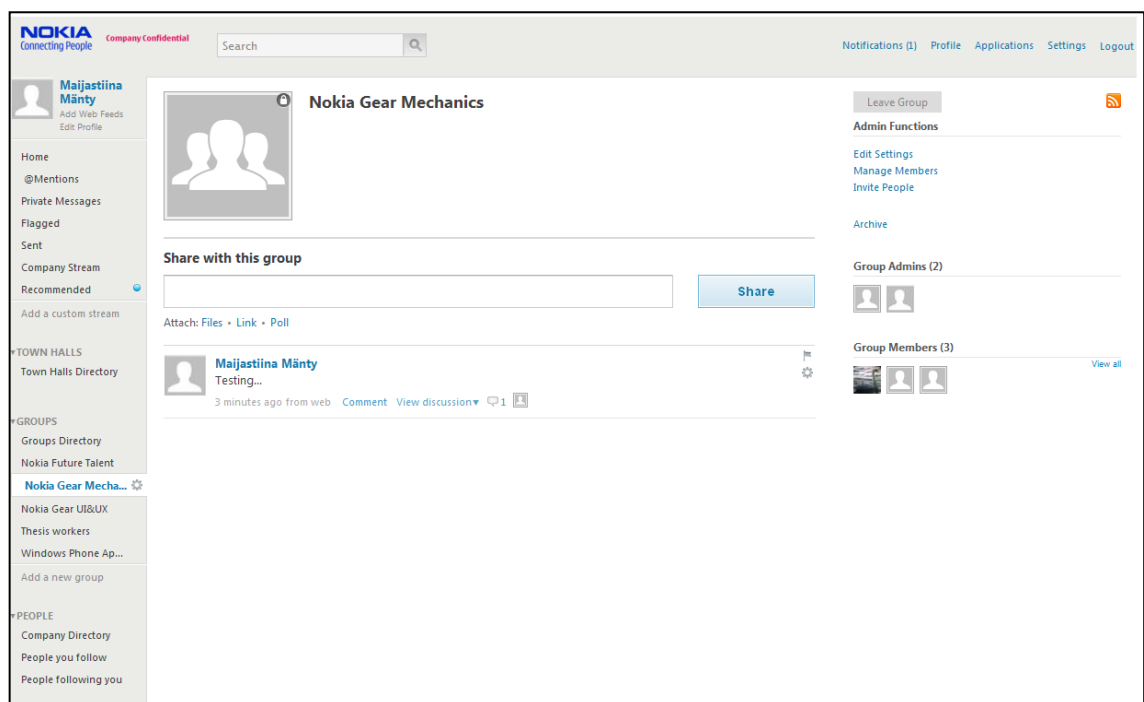 NOKIA
Connecting People
Company Confidential
Search
Notifications (1) Profile Applications Settings Logout
Maijastiina
Mänty
Add Web Feeds
Edit Profile
Home
@Mentions
Private Messages
Flagged
Sent
Company Stream
Recommended
Add a custom stream
TOWN HALLS
Town Halls Directory
GROUPS
Groups Directory
Nokia Future Talent
Nokia Gear Mecha...
Nokia Gear UI&UX
Thesis workers
Windows Phone Ap...
Add a new group
PEOPLE
Company Directory
People you follow
People following you
Nokia Gear Mechanics
Share with this group
Share
Attach: Files • Link • Poll
Maijastiina Mänty
Testing...
3 minutes ago from web Comment View discussion▾ 1
Leave Group
Admin Functions
Edit Settings
Manage Members
Invite People
Archive
Group Admins (2)
Group Members (3)
View all